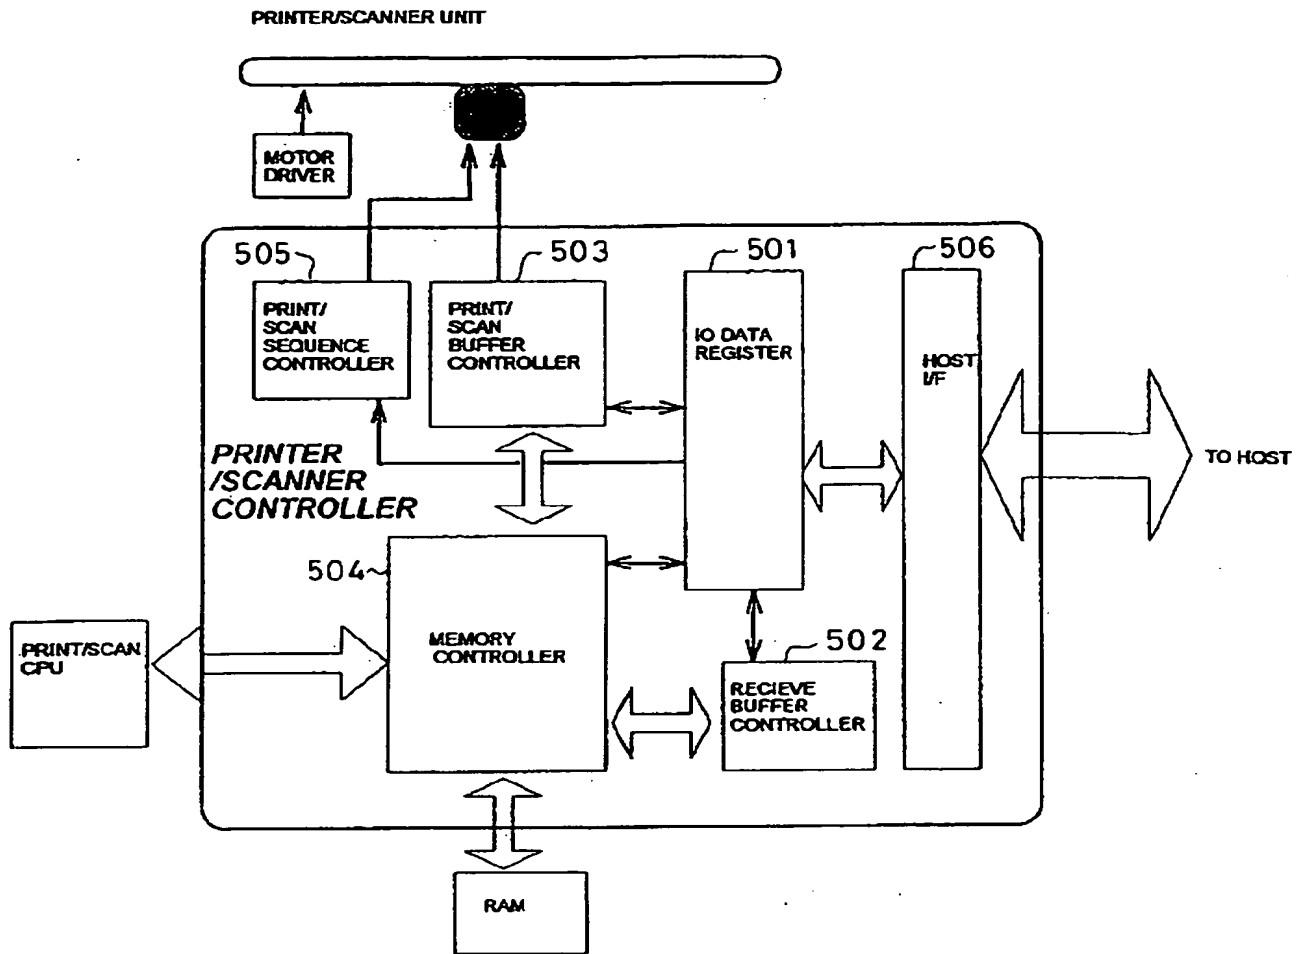 PRINTER/SCANNER UNIT
MOTOR
DRIVER
505
503
501
506
PRINT/
SCAN
SEQUENCE
CONTROLLER
PRINT/
SCAN
BUFFER
CONTROLLER
IO DATA
REGISTER
HOST
I/F
PRINTER
/SCANNER
CONTROLLER
TO HOST
504
MEMORY
CONTROLLER
502
PRINT/SCAN
CPU
RECIEVE
BUFFER
CONTROLLER
RAM